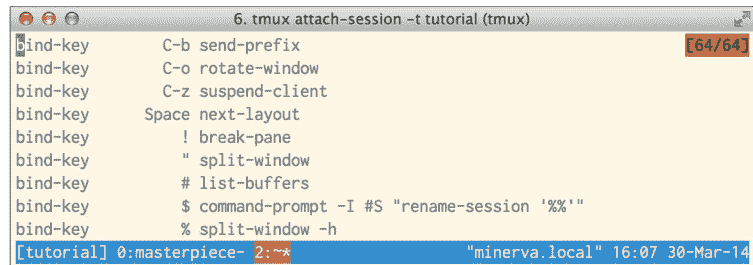 6. tmux attach-session -t tutorial (tmux)
bind-key C-b send-prefix [64/64]
bind-key C-o rotate-window
bind-key C-z suspend-client
bind-key Space next-layout
bind-key ! break-pane
bind-key " split-window
bind-key # list-buffers
bind-key $ command-prompt -I #S "rename-session '%%'"
bind-key % split-window -h
[tutorial] 0:masterpiece- 2:~* "minerva.local" 16:07 30-Mar-14